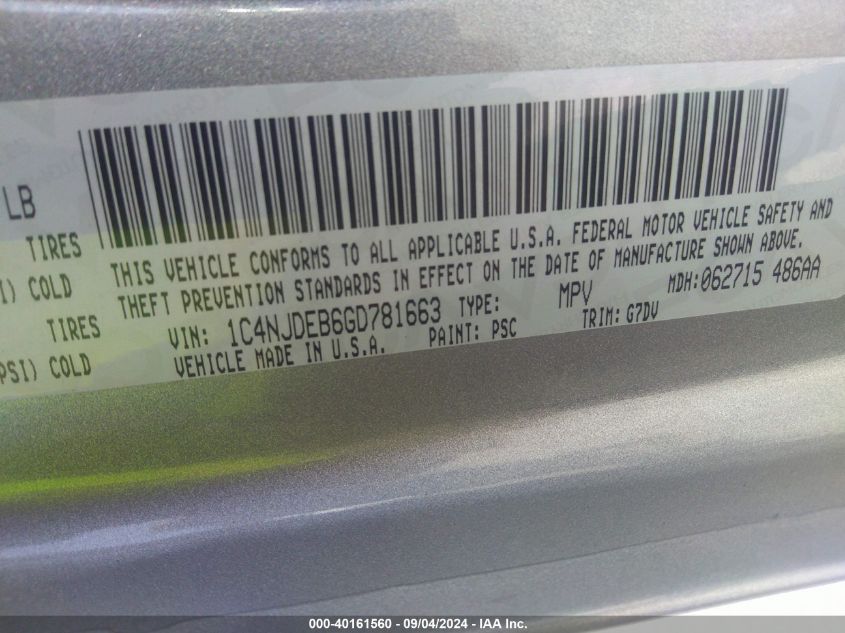 LB
TIRES
I) COLD
TIRES
PSI) COLD
THIS VEHICLE CONFORMS TO ALL APPLICABLE U.S.A. FEDERAL MOTOR VEHICLE SAFETY AND
THEFT PREVENTION STANDARDS IN EFFECT ON THE DATE OF MANUFACTURE SHOWN ABOVE.
VIN: 1C4NJDEB6GD781663 TYPE: MPV MDH: 062715 486AA
VEHICLE MADE IN U.S.A. PAINT: PSC TRIM: G7DV
000-40161560 - 09/04/2024 - IAA Inc.